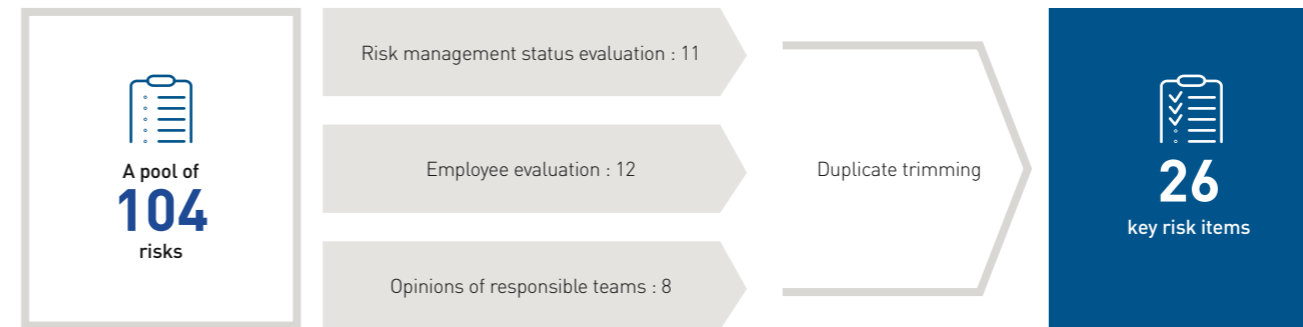 A pool of
104
risks
Risk management status evaluation : 11
Employee evaluation : 12
Opinions of responsible teams : 8
Duplicate trimming
26
key risk items